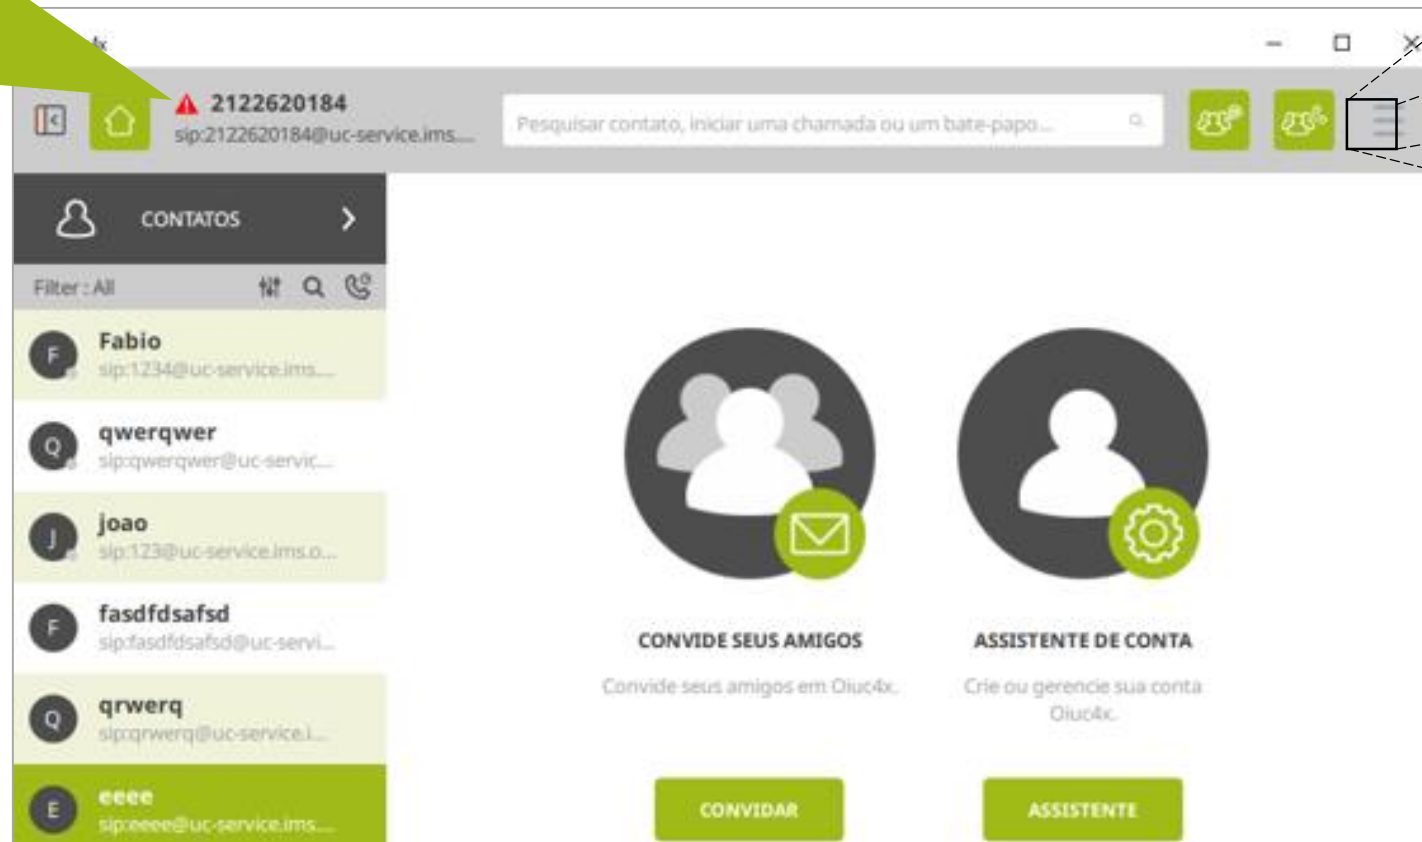 2122620184
sip:2122620184@uc-service.ims....
Pesquisar contato, iniciar uma chamada ou um bate-papo...
CONTATOS
Filter : All
F
Fabio
sip:1234@uc-service.ims....
Q
qwerqwer
sip:qwerqwer@uc-servic...
J
joao
sip:123@uc-service.ims.o...
F
fasdfdsafsd
sip:fasdfdsafsd@uc-servi...
Q
qrwerq
sip:qrwerq@uc-service.i...
E
eeee
sip:eeee@uc-service.ims....
CONVIDE SEUS AMIGOS
Convide seus amigos em Oiuc4x.
CONVIDAR
ASSISTENTE DE CONTA
Crie ou gerencie sua conta
Oiuc4x.
ASSISTENTE